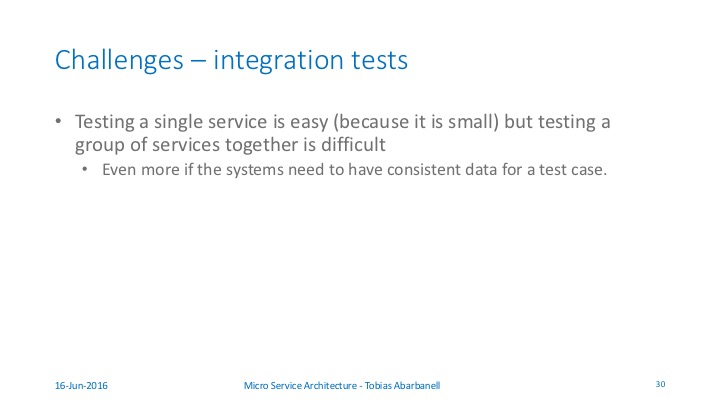 Challenges – integration tests
• Testing a single service is easy (because it is small) but testing a
group of services together is difficult
• Even more if the systems need to have consistent data for a test case.
16-Jun-2016
Micro Service Architecture - Tobias Abarbanell
30